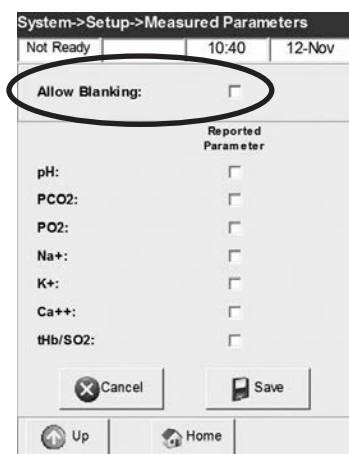 System->Setup->Measured Parameters
Not Ready 10:40 12-Nov
Allow Blanking:
Reported
Parameter
pH:
PCO2:
PO2:
Na+:
K+:
Ca++:
tHb/SO2:
Cancel Save
Up Home